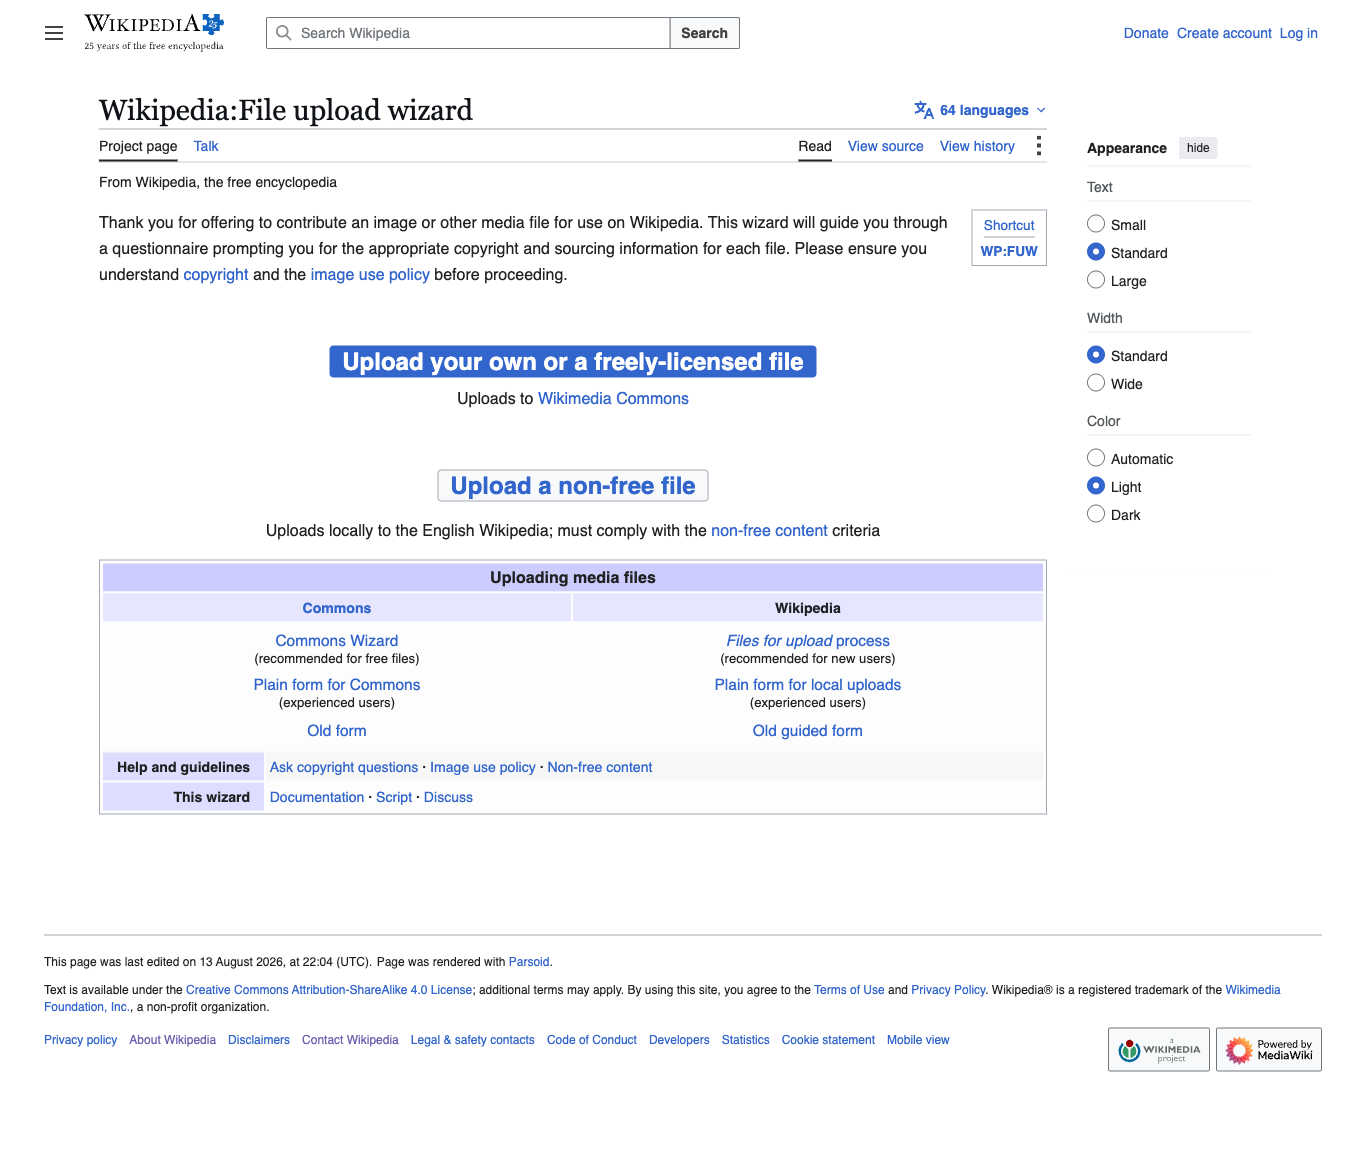 WIKIPEDIA 25
25 years of the free encyclopedia
Search Wikipedia
Search
Donate Create account Log in
Wikipedia:File upload wizard
64 languages
Project page Talk
Read View source View history
From Wikipedia, the free encyclopedia
Thank you for offering to contribute an image or other media file for use on Wikipedia. This wizard will guide you through
a questionnaire prompting you for the appropriate copyright and sourcing information for each file. Please ensure you
understand copyright and the image use policy before proceeding.
Shortcut
WP:FUW
Upload your own or a freely-licensed file
Uploads to Wikimedia Commons
Upload a non-free file
Uploads locally to the English Wikipedia; must comply with the non-free content criteria
Uploading media files
Commons
Wikipedia
Commons Wizard
(recommended for free files)
Plain form for Commons
(experienced users)
Old form
Files for upload process
(recommended for new users)
Plain form for local uploads
(experienced users)
Old guided form
Help and guidelines
Ask copyright questions · Image use policy · Non-free content
This wizard
Documentation · Script · Discuss
Appearance hide
Text
Small
Standard
Large
Width
Standard
Wide
Color
Automatic
Light
Dark
This page was last edited on 13 August 2026, at 22:04 (UTC). Page was rendered with Parsoid.
Text is available under the Creative Commons Attribution-ShareAlike 4.0 License; additional terms may apply. By using this site, you agree to the Terms of Use and Privacy Policy. Wikipedia® is a registered trademark of the Wikimedia
Foundation, Inc., a non-profit organization.
Privacy policy About Wikipedia Disclaimers Contact Wikipedia Legal & safety contacts Code of Conduct Developers Statistics Cookie statement Mobile view
a
WIKIMEDIA
project
Powered by
MediaWiki